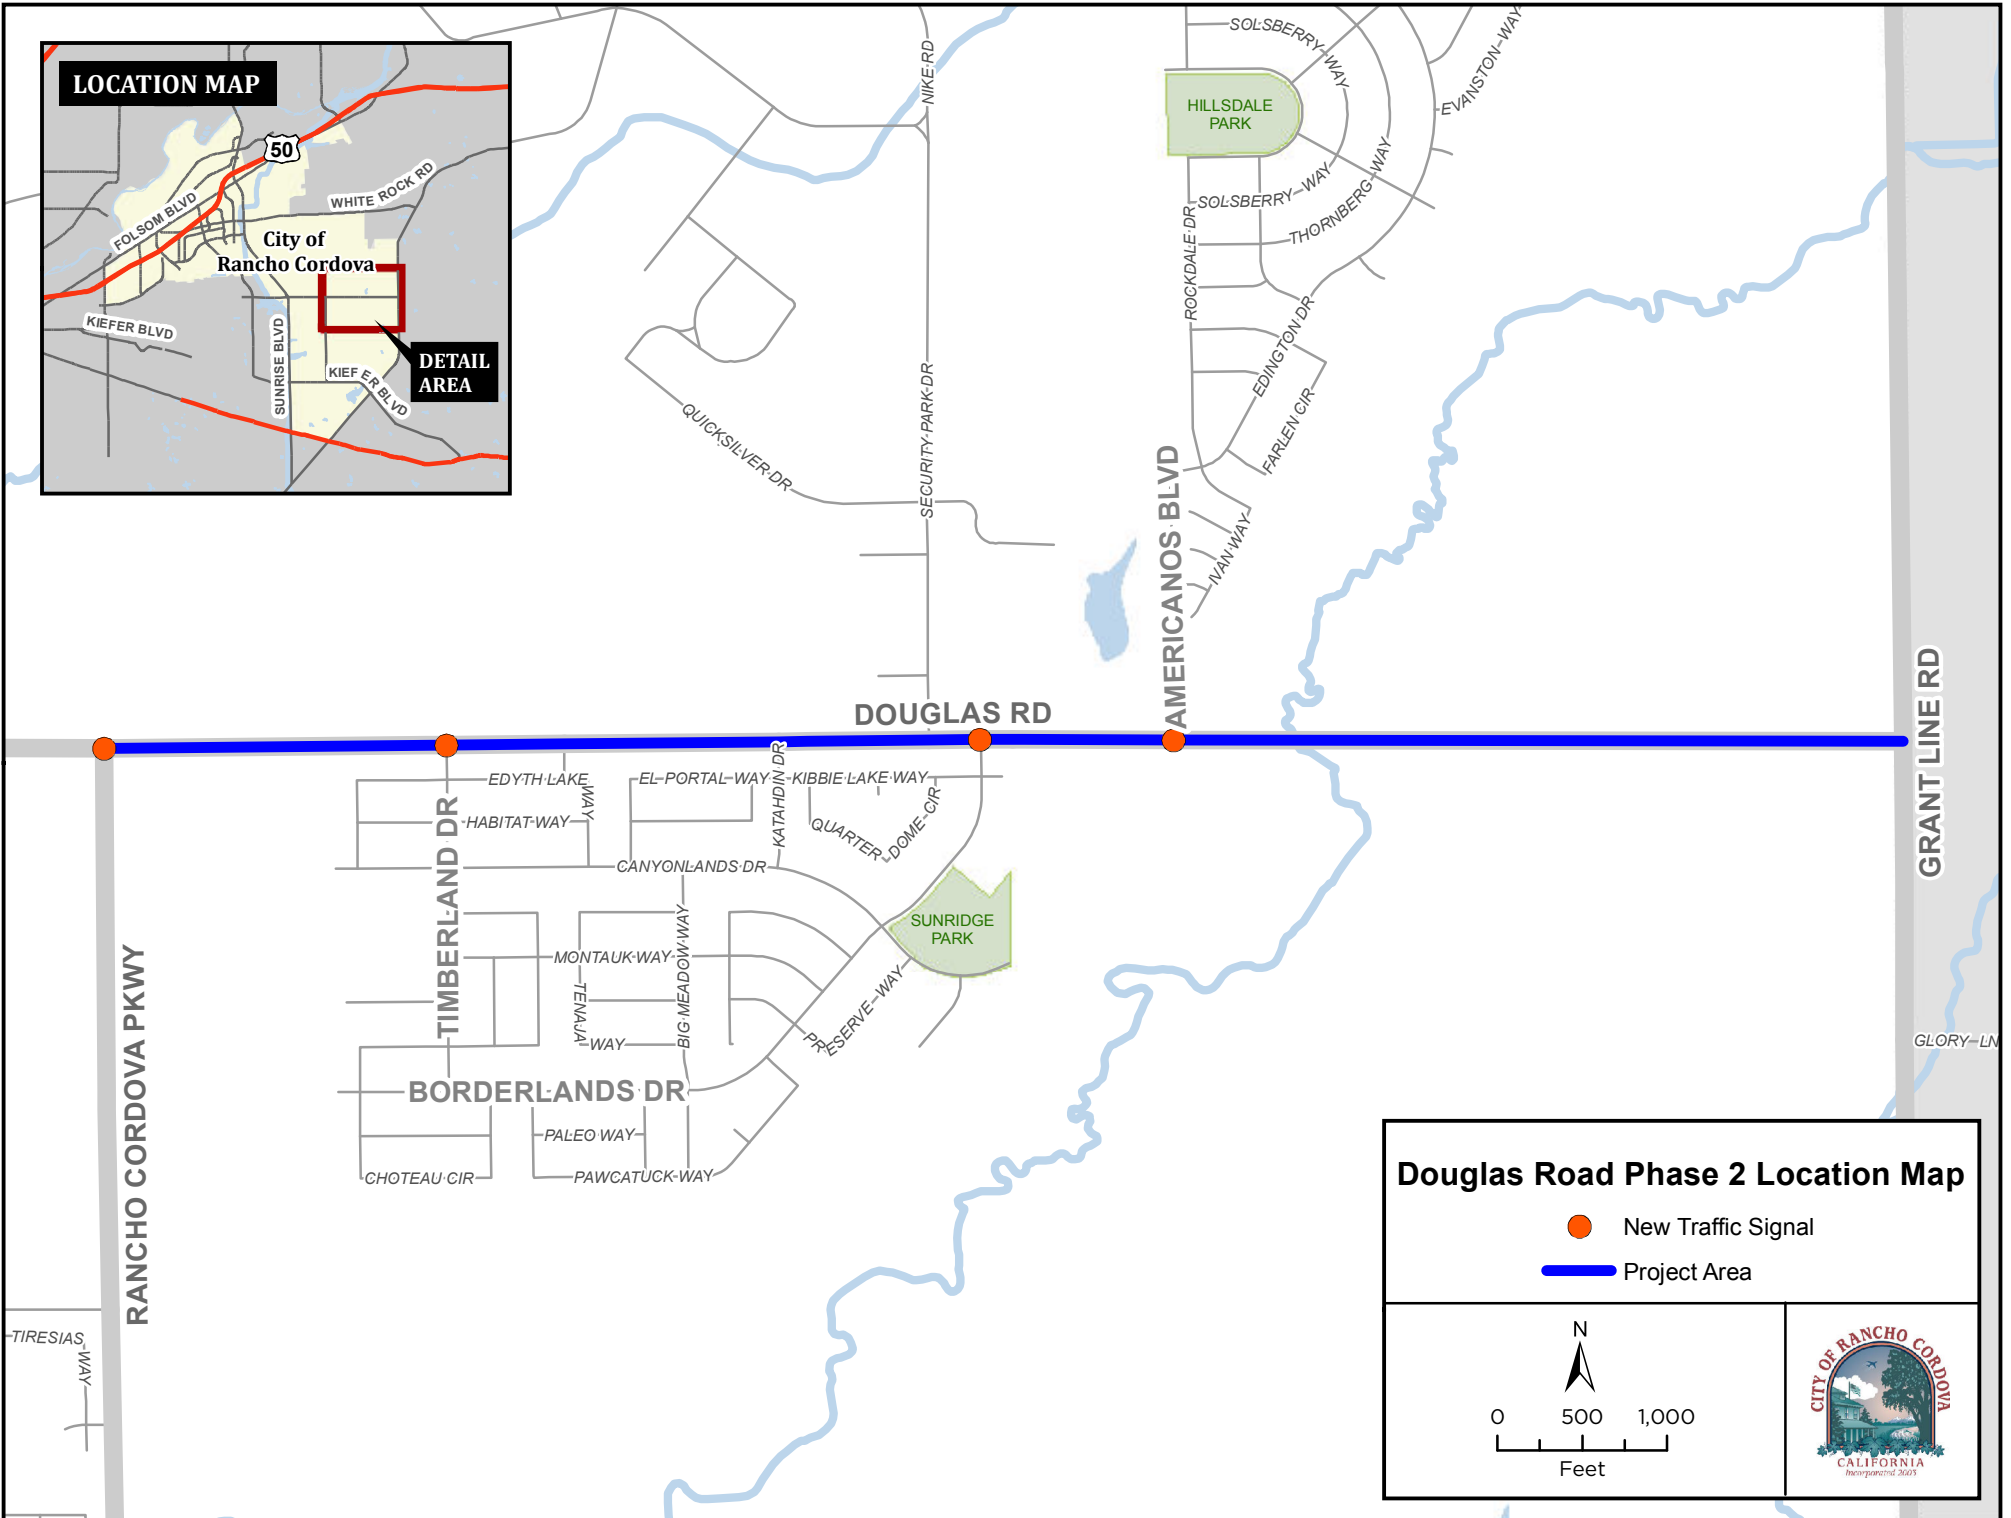 LOCATION MAP
50
WHITE ROCK RD
FOLSOM BLVD
City of
Rancho Cordova
KIEFER BLVD
SUNRISE BLVD
KIEFER BLVD
DETAIL
AREA
NIKE RD
SOLSBERRY WAY
EVANSTON WAY
HILLSDALE
PARK
SOLSBERRY WAY
THORNBERG WAY
ROCKDALE DR
EDINGTON DR
FARLEN CIR
QUICKSILVER DR
SECURITY PARK DR
AMERICANOS BLVD
IVAN WAY
DOUGLAS RD
GRANT LINE RD
EDYTH LAKE WAY
EL PORTAL WAY
KATAHDIN DR
KIBBIE LAKE WAY
HABITAT WAY
QUARTER DOME CIR
TIMBERLAND DR
CANYONLANDS DR
SUNRIDGE
PARK
MONTAUK WAY
BIG MEADOW WAY
TENAJA WAY
PRESERVE WAY
RANCHO CORDOVA PKWY
BORDERLANDS DR
PALEO WAY
CHOTEAU CIR
PAWCATUCK WAY
GLORY LN
TIRESIAS WAY
Douglas Road Phase 2 Location Map
New Traffic Signal
Project Area
N
0 500 1,000
Feet
CITY OF RANCHO CORDOVA
CALIFORNIA
Incorporated 2003